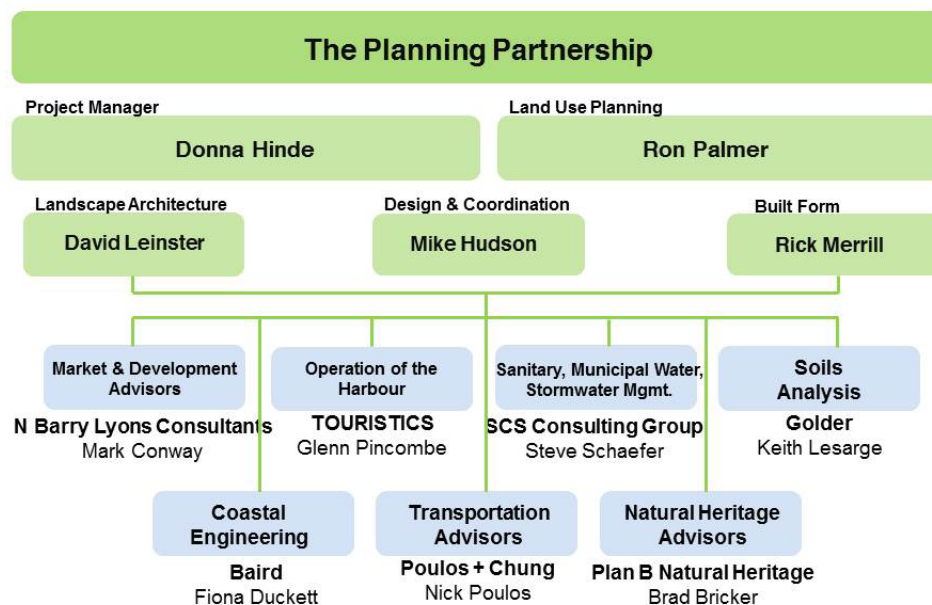 The Planning Partnership
Project Manager
Land Use Planning
Donna Hinde
Ron Palmer
Landscape Architecture
Design & Coordination
Built Form
David Leinster
Mike Hudson
Rick Merrill
Market & Development
Advisors
N Barry Lyons Consultants
Mark Conway
Operation of the
Harbour
TOURISTICS
Glenn Pincombe
Sanitary, Municipal Water,
Stormwater Mgmt.
SCS Consulting Group
Steve Schaefer
Soils
Analysis
Golder
Keith Lesarge
Coastal
Engineering
Baird
Fiona Duckett
Transportation
Advisors
Poulos + Chung
Nick Poulos
Natural Heritage
Advisors
Plan B Natural Heritage
Brad Bricker